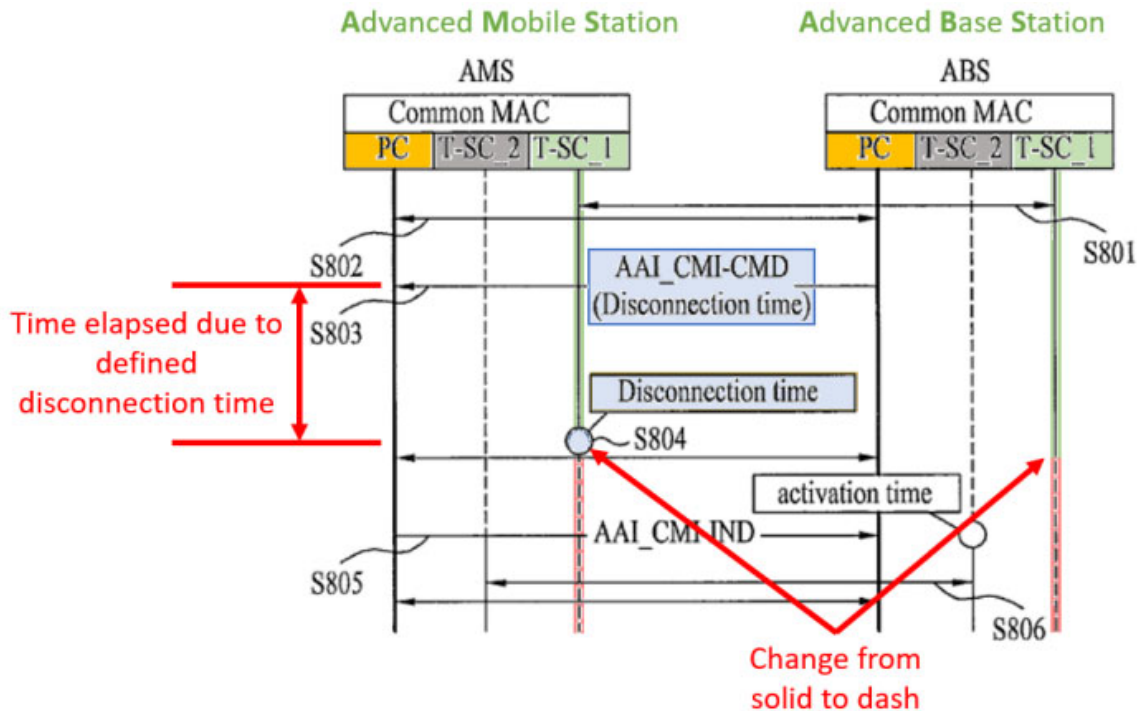 Advanced Mobile Station
Advanced Base Station
AMS
ABS
Common MAC
Common MAC
PC T-SC_2 T-SC_1
PC T-SC_2 T-SC_1
S802
S801
AAI_CMI-CMD
(Disconnection time)
S803
Time elapsed due to
defined
disconnection time
Disconnection time
S804
activation time
AAI_CMI-IND
S805
S806
Change from
solid to dash